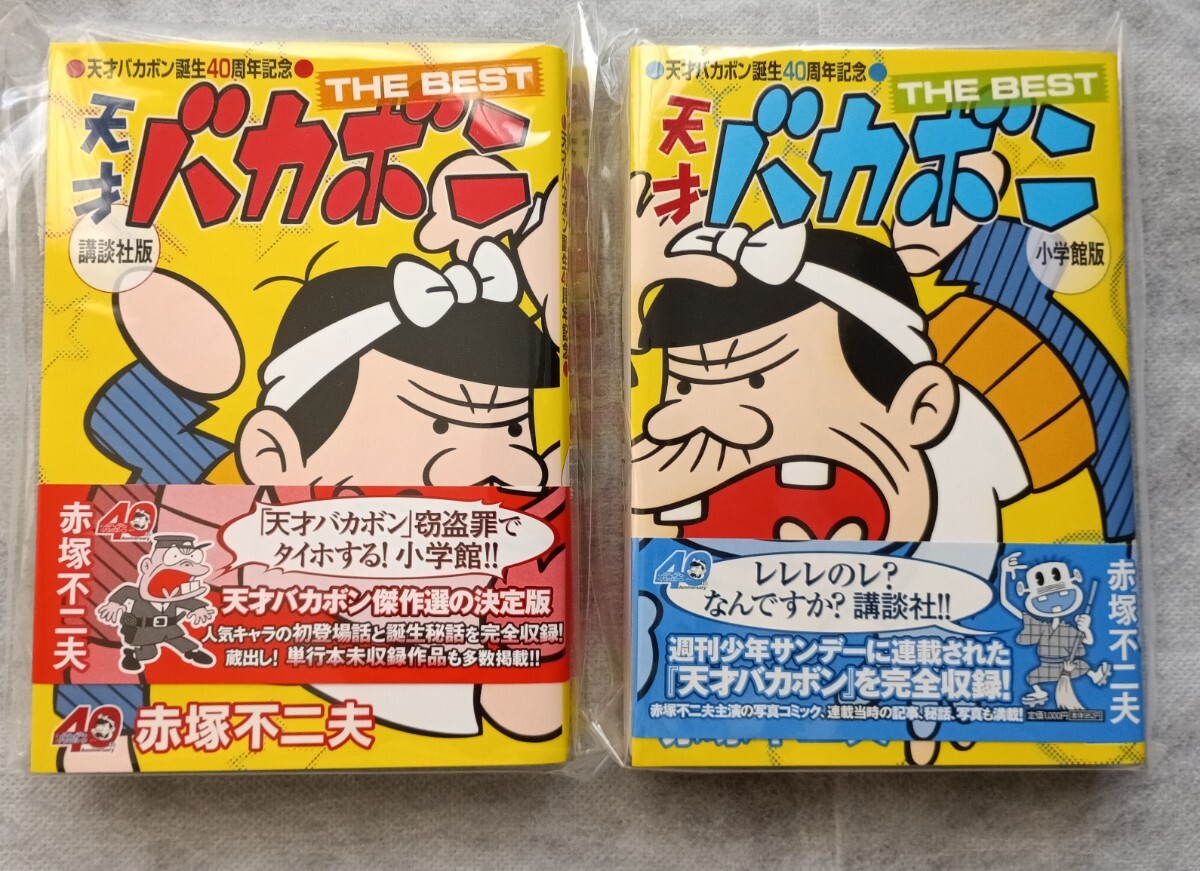 ●天才バカボン誕生40周年記念●
THE BEST
天才
バカボン
講談社版
赤塚不二夫
40
「天才バカボン」窃盗罪で
タイホする!小学館!!
天才バカボン傑作選の決定版
人気キャラの初登場話と誕生秘話を完全収録!
蔵出し!単行本未収録作品も多数掲載!!
40
Anniversary
赤塚不二夫
●天才バカボン誕生40周年記念●
THE BEST
天才
バカボン
小学館版
40
Anniversary
レレレのレ?
なんですか?講談社!!
週刊少年サンデーに連載された
『天才バカボン』を完全収録!
赤塚不二夫主演の写真コミック、連載当時の記事、秘話、写真も満載!
赤塚不二夫